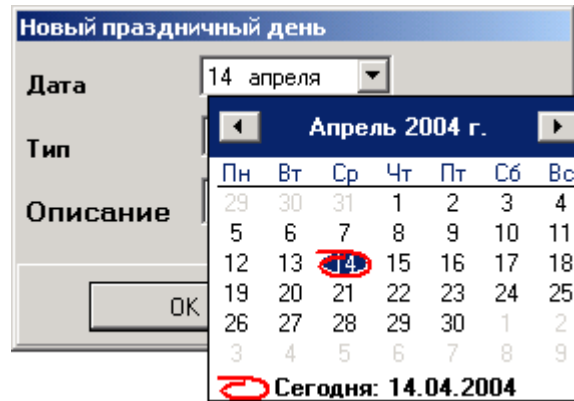 Новый праздничный день
Дата 14 апреля
Тип
Описание
OK
Апрель 2004 г.
Пн Вт Ср Чт Пт Сб Вс
29 30 31 1 2 3 4
5 6 7 8 9 10 11
12 13 14 15 16 17 18
19 20 21 22 23 24 25
26 27 28 29 30 1 2
3 4 5 6 7 8 9
Сегодня: 14.04.2004